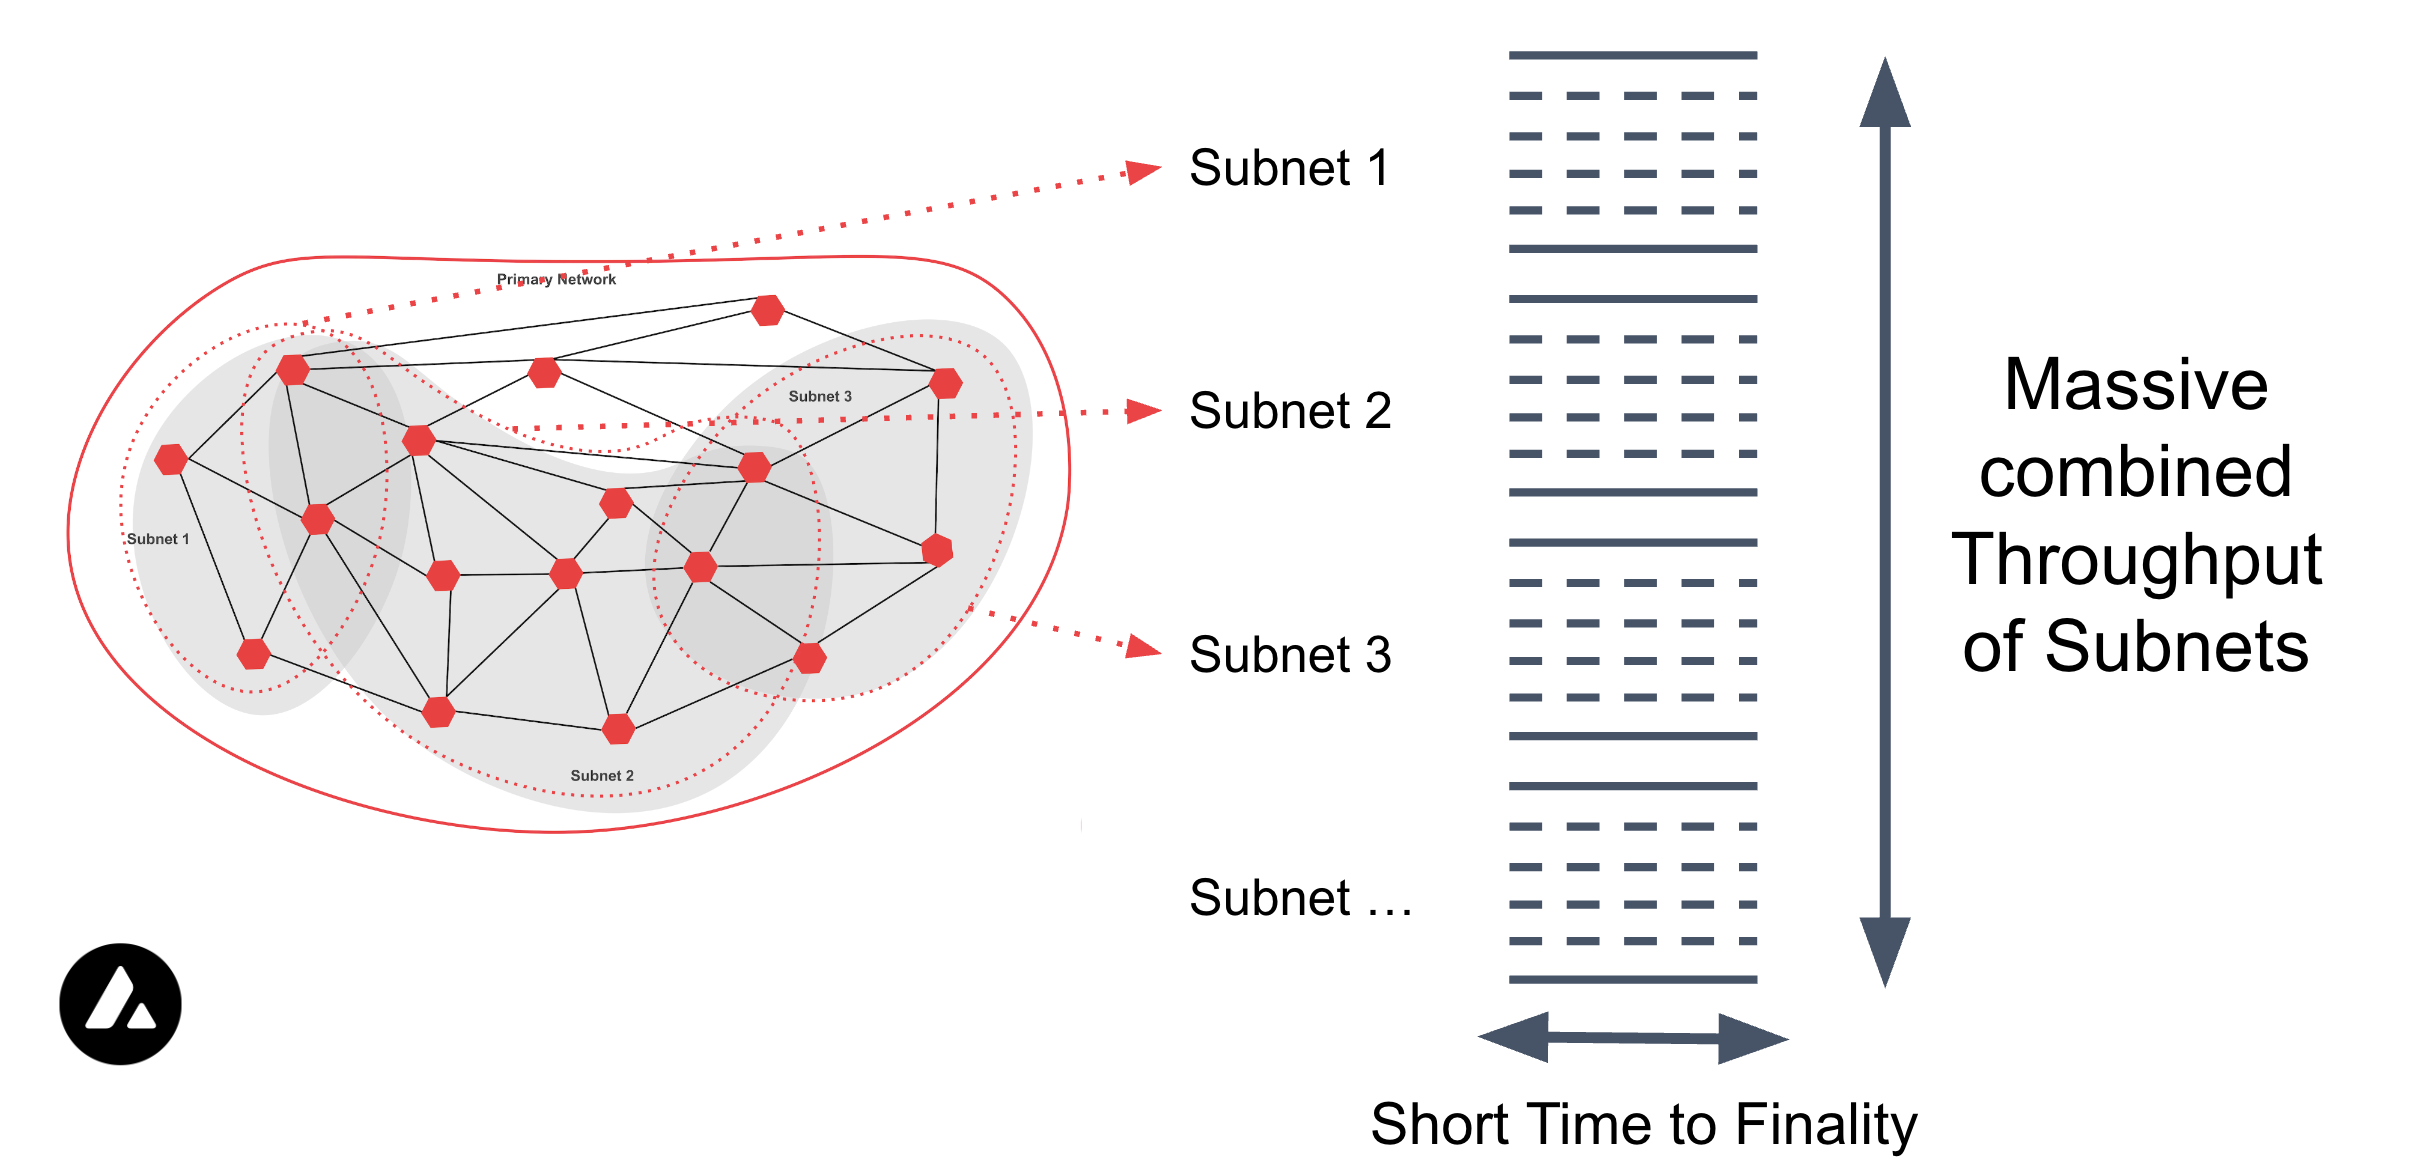 Primary Network
Subnet 3
Subnet 1
Subnet 2
Subnet 1
Subnet 2
Subnet 3
Subnet …
Massive
combined
Throughput
of Subnets
Short Time to Finality